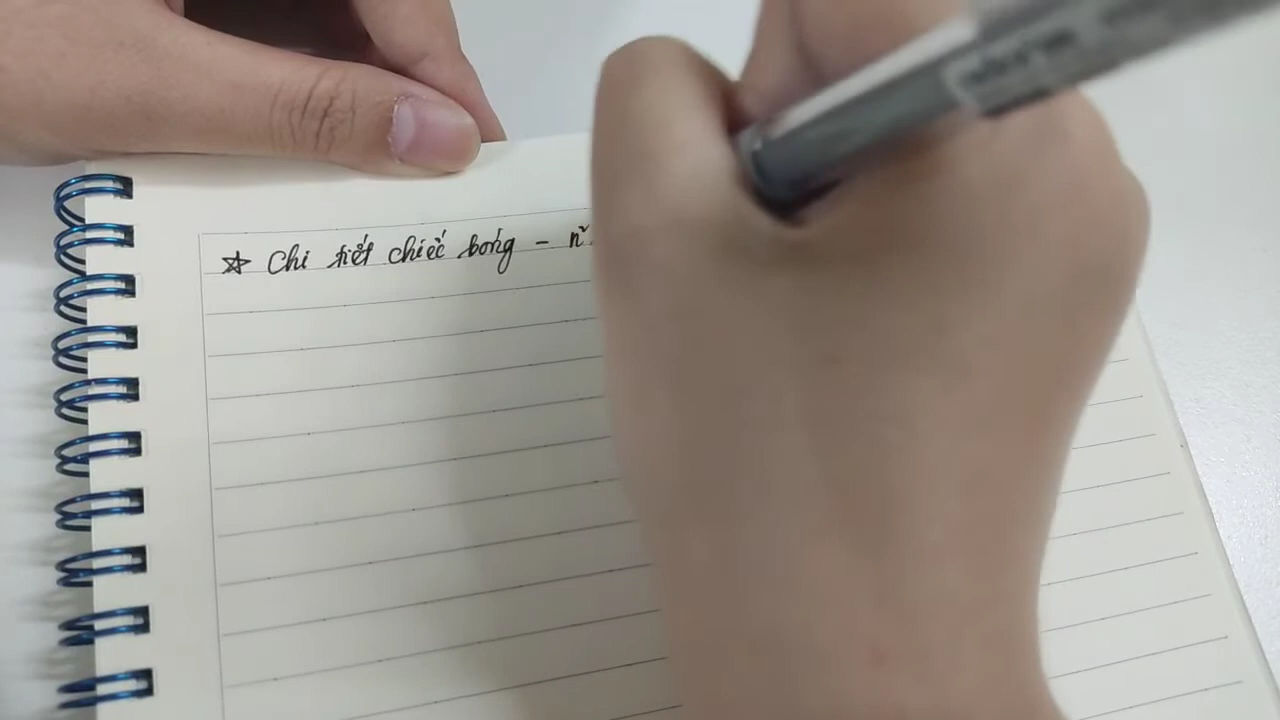 ☆ Chi tiết chiếc bóng -